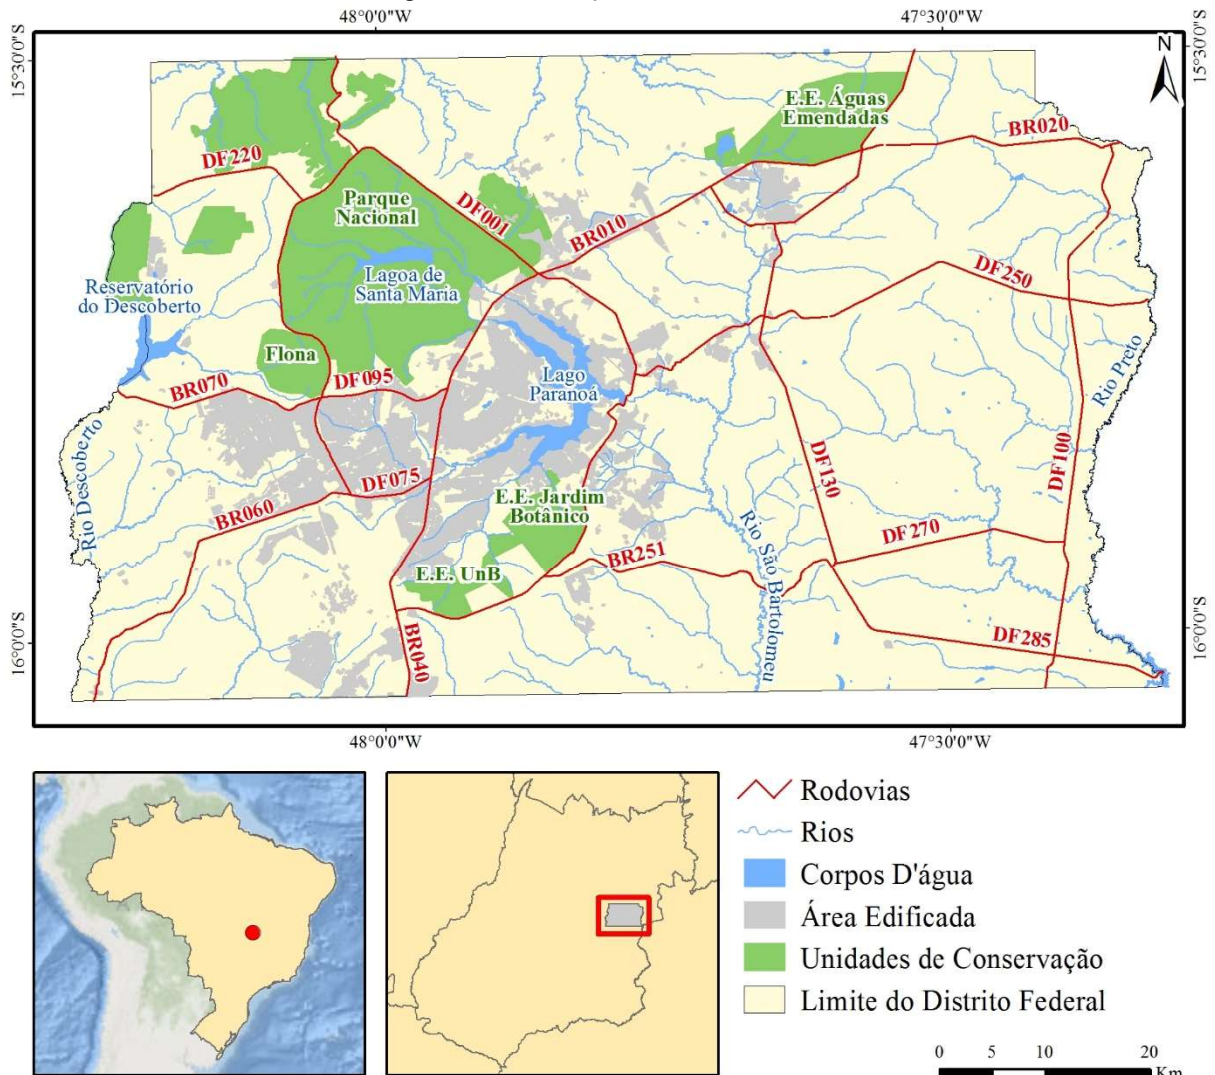 48°0'0"W
47°30'0"W
15°30'0"S
15°30'0"S
N
E.E. Águas
Emendadas
BR020
DF220
Parque
Nacional
DF001
BR010
Lagoa de
Santa Maria
DF250
Reservatório
do Descoberto
Flona
BR070
DF095
Lago
Paranoá
Rio Preto
Rio Descoberto
DF075
BR060
DF130
DF100
E.E. Jardim
Botânico
Rio São Bartolomeu
DF270
BR251
E.E. UnB
BR040
DF285
16°0'0"S
16°0'0"S
48°0'0"W
47°30'0"W
Rodovias
Rios
Corpos D'água
Área Edificada
Unidades de Conservação
Limite do Distrito Federal
0 5 10 20
Km